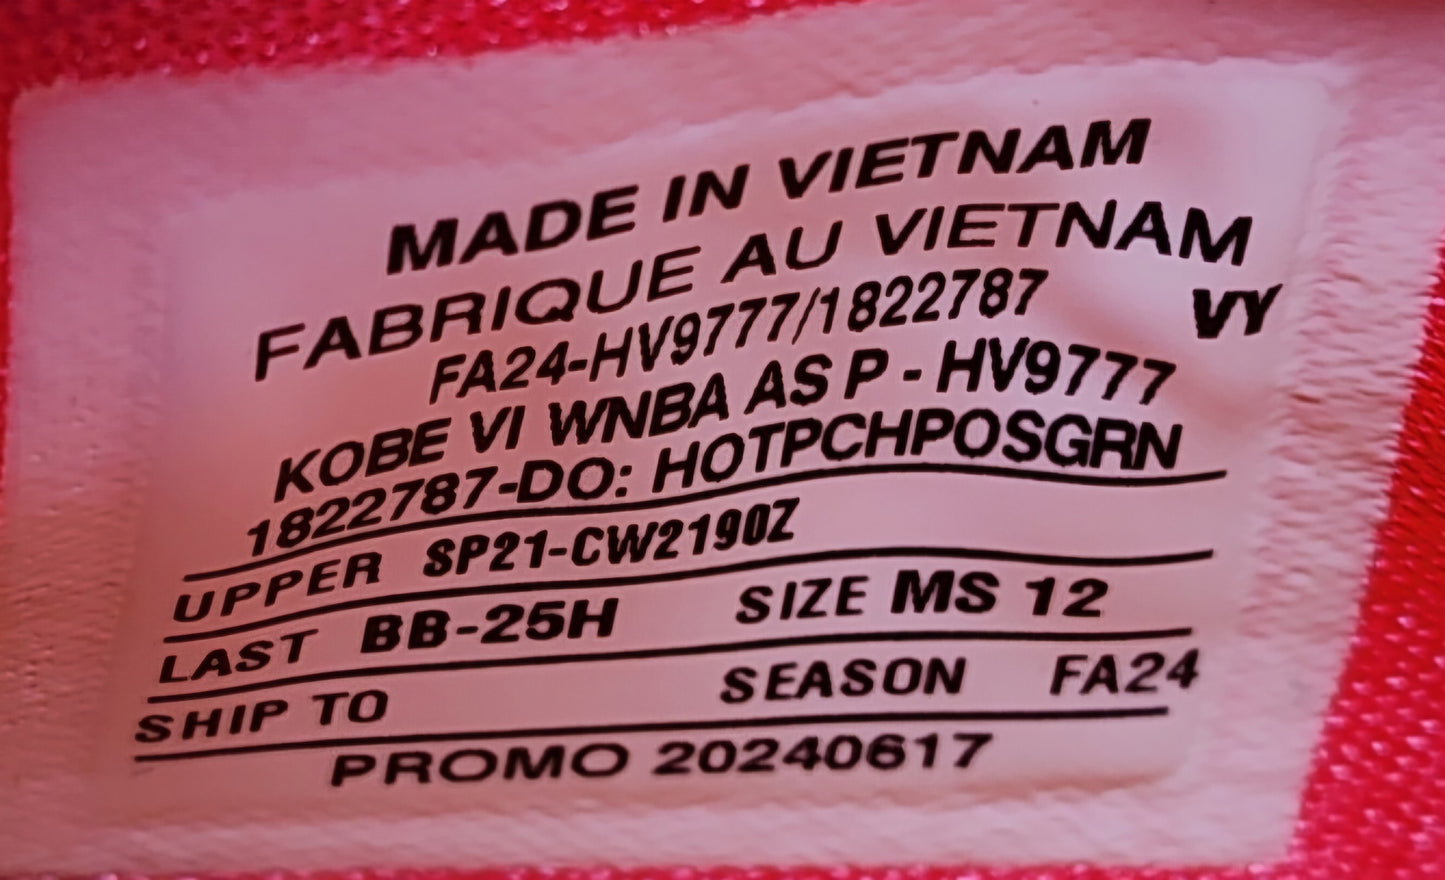 MADE IN VIETNAM
FABRIQUE AU VIETNAM
VY
FA24-HV9777/1822787
KOBE VI WNBA AS P - HV9777
1822787-DO: HOTPCHPOSGRN
UPPER SP21-CW2190Z
LAST BB-25H SIZE MS 12
SHIP TO SEASON FA24
PROMO 20240617